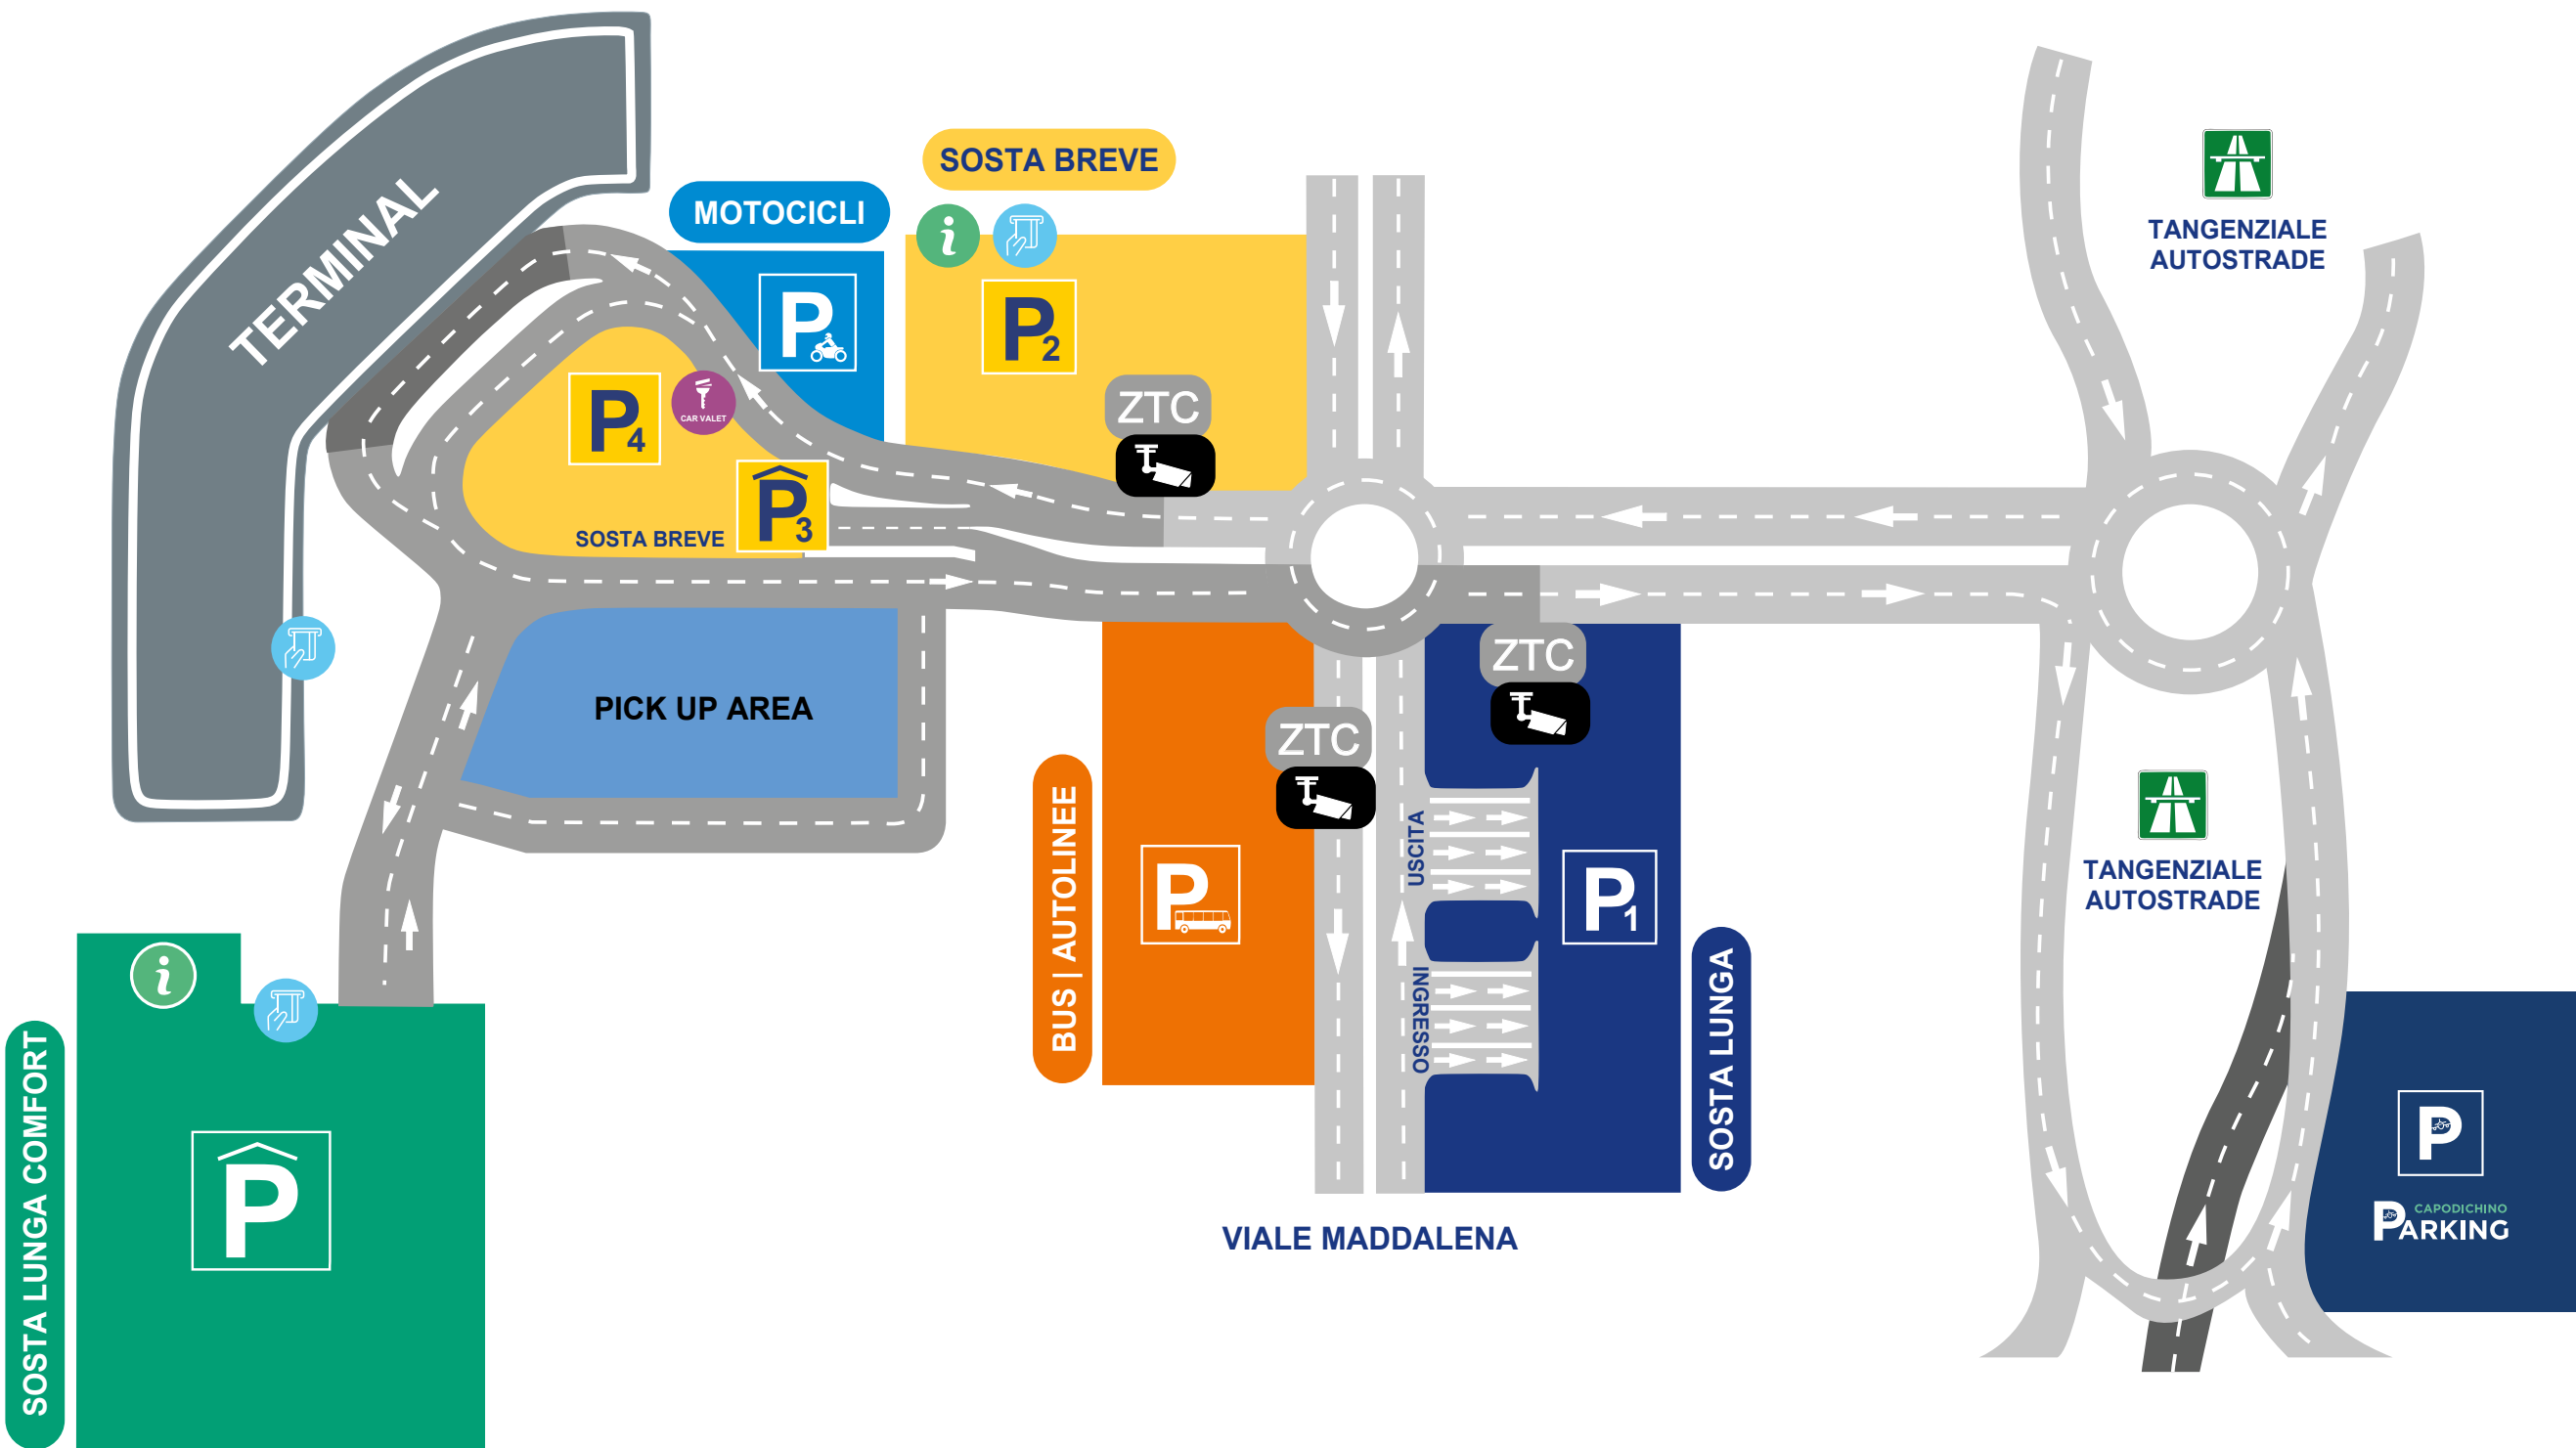 TERMINAL
MOTOCICLI
P
SOSTA BREVE
i
P2
ZTC
P4
CAR VALET
P3
SOSTA BREVE
PICK UP AREA
TANGENZIALE
AUTOSTRADE
ZTC
ZTC
BUS | AUTOLINEE
P
USCITA
INGRESSO
P1
SOSTA LUNGA
VIALE MADDALENA
TANGENZIALE
AUTOSTRADE
P
CAPODICHINO
PARKING
i
SOSTA LUNGA COMFORT
P